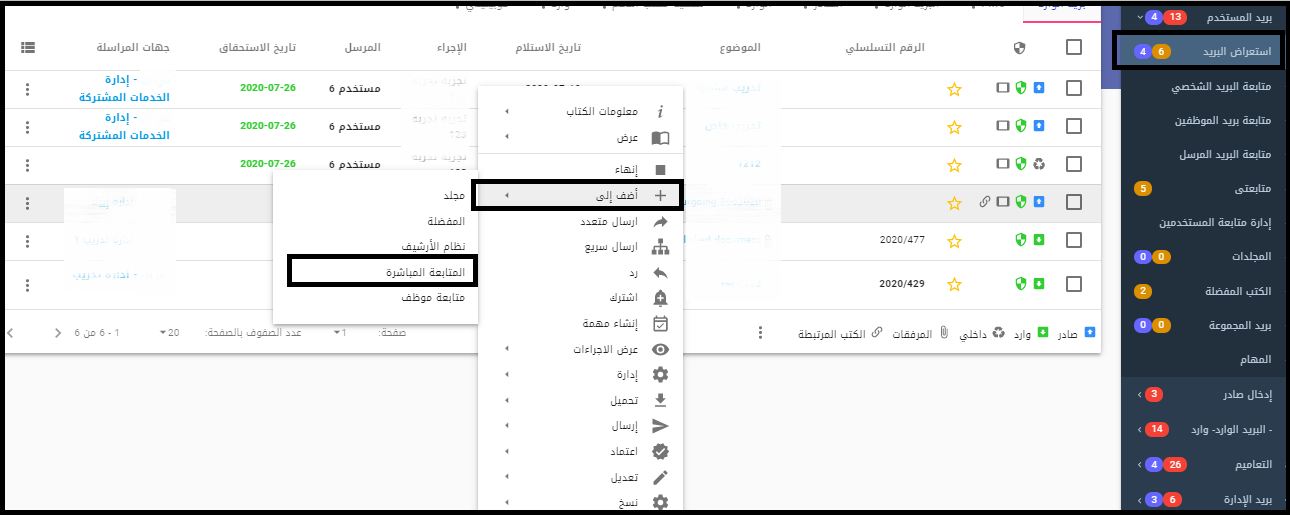 بريد المستخدم 13 4
استعراض البريد 6 4
متابعة البريد الشخصي
متابعة بريد الموظفين
متابعة البريد المرسل
متابعتى 5
إدارة متابعة المستخدمين
المجلدات 0 0
الكتب المفضلة 2
بريد المجموعة 0 0
المهام
إدخال صادر 3
- البريد الوارد- وارد 14
التعاميم 26 4
بريد الإدارة 6 3
الرقم التسلسلي الموضوع تاريخ الاستلام الإجراء المرسل تاريخ الاستحقاق جهات المراسلة
مستخدم 6 2020-07-26 - إدارة
الخدمات المشتركة
مستخدم 6 2020-07-26 - إدارة
الخدمات المشتركة
1212 مستخدم 6 2020-07-26
2020/477
2020/429
معلومات الكتاب
عرض
إنهاء
أضف إلى
ارسال متعدد
ارسال سريع
رد
اشترك
إنشاء مهمة
عرض الاجراءات
إدارة
تحميل
إرسال
اعتماد
تعديل
نسخ
مجلد
المفضلة
نظام الأرشيف
المتابعة المباشرة
متابعة موظف
صادر وارد داخلي المرفقات الكتب المرتبطة
صفحة: 1 عدد الصفوف بالصفحة: 20 1 - 6 من 6